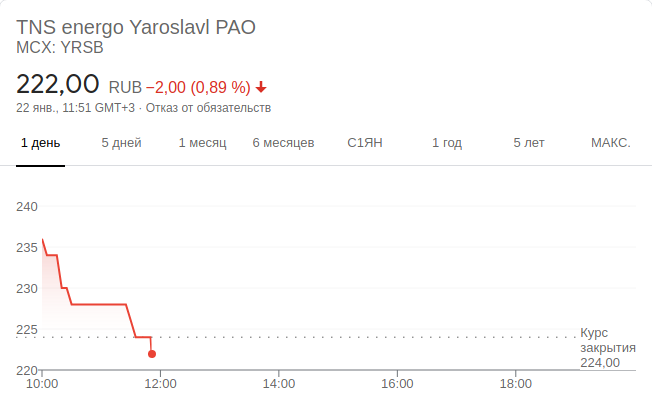 TNS energo Yaroslavl PAO
MCX: YRSB
222,00 RUB −2,00 (0,89 %)
22 янв., 11:51 GMT+3 · Отказ от обязательств
1 день 5 дней 1 месяц 6 месяцев С1ЯН 1 год 5 лет МАКС.
240
235
230
225
Курс
закрытия
224,00
220
10:00 12:00 14:00 16:00 18:00